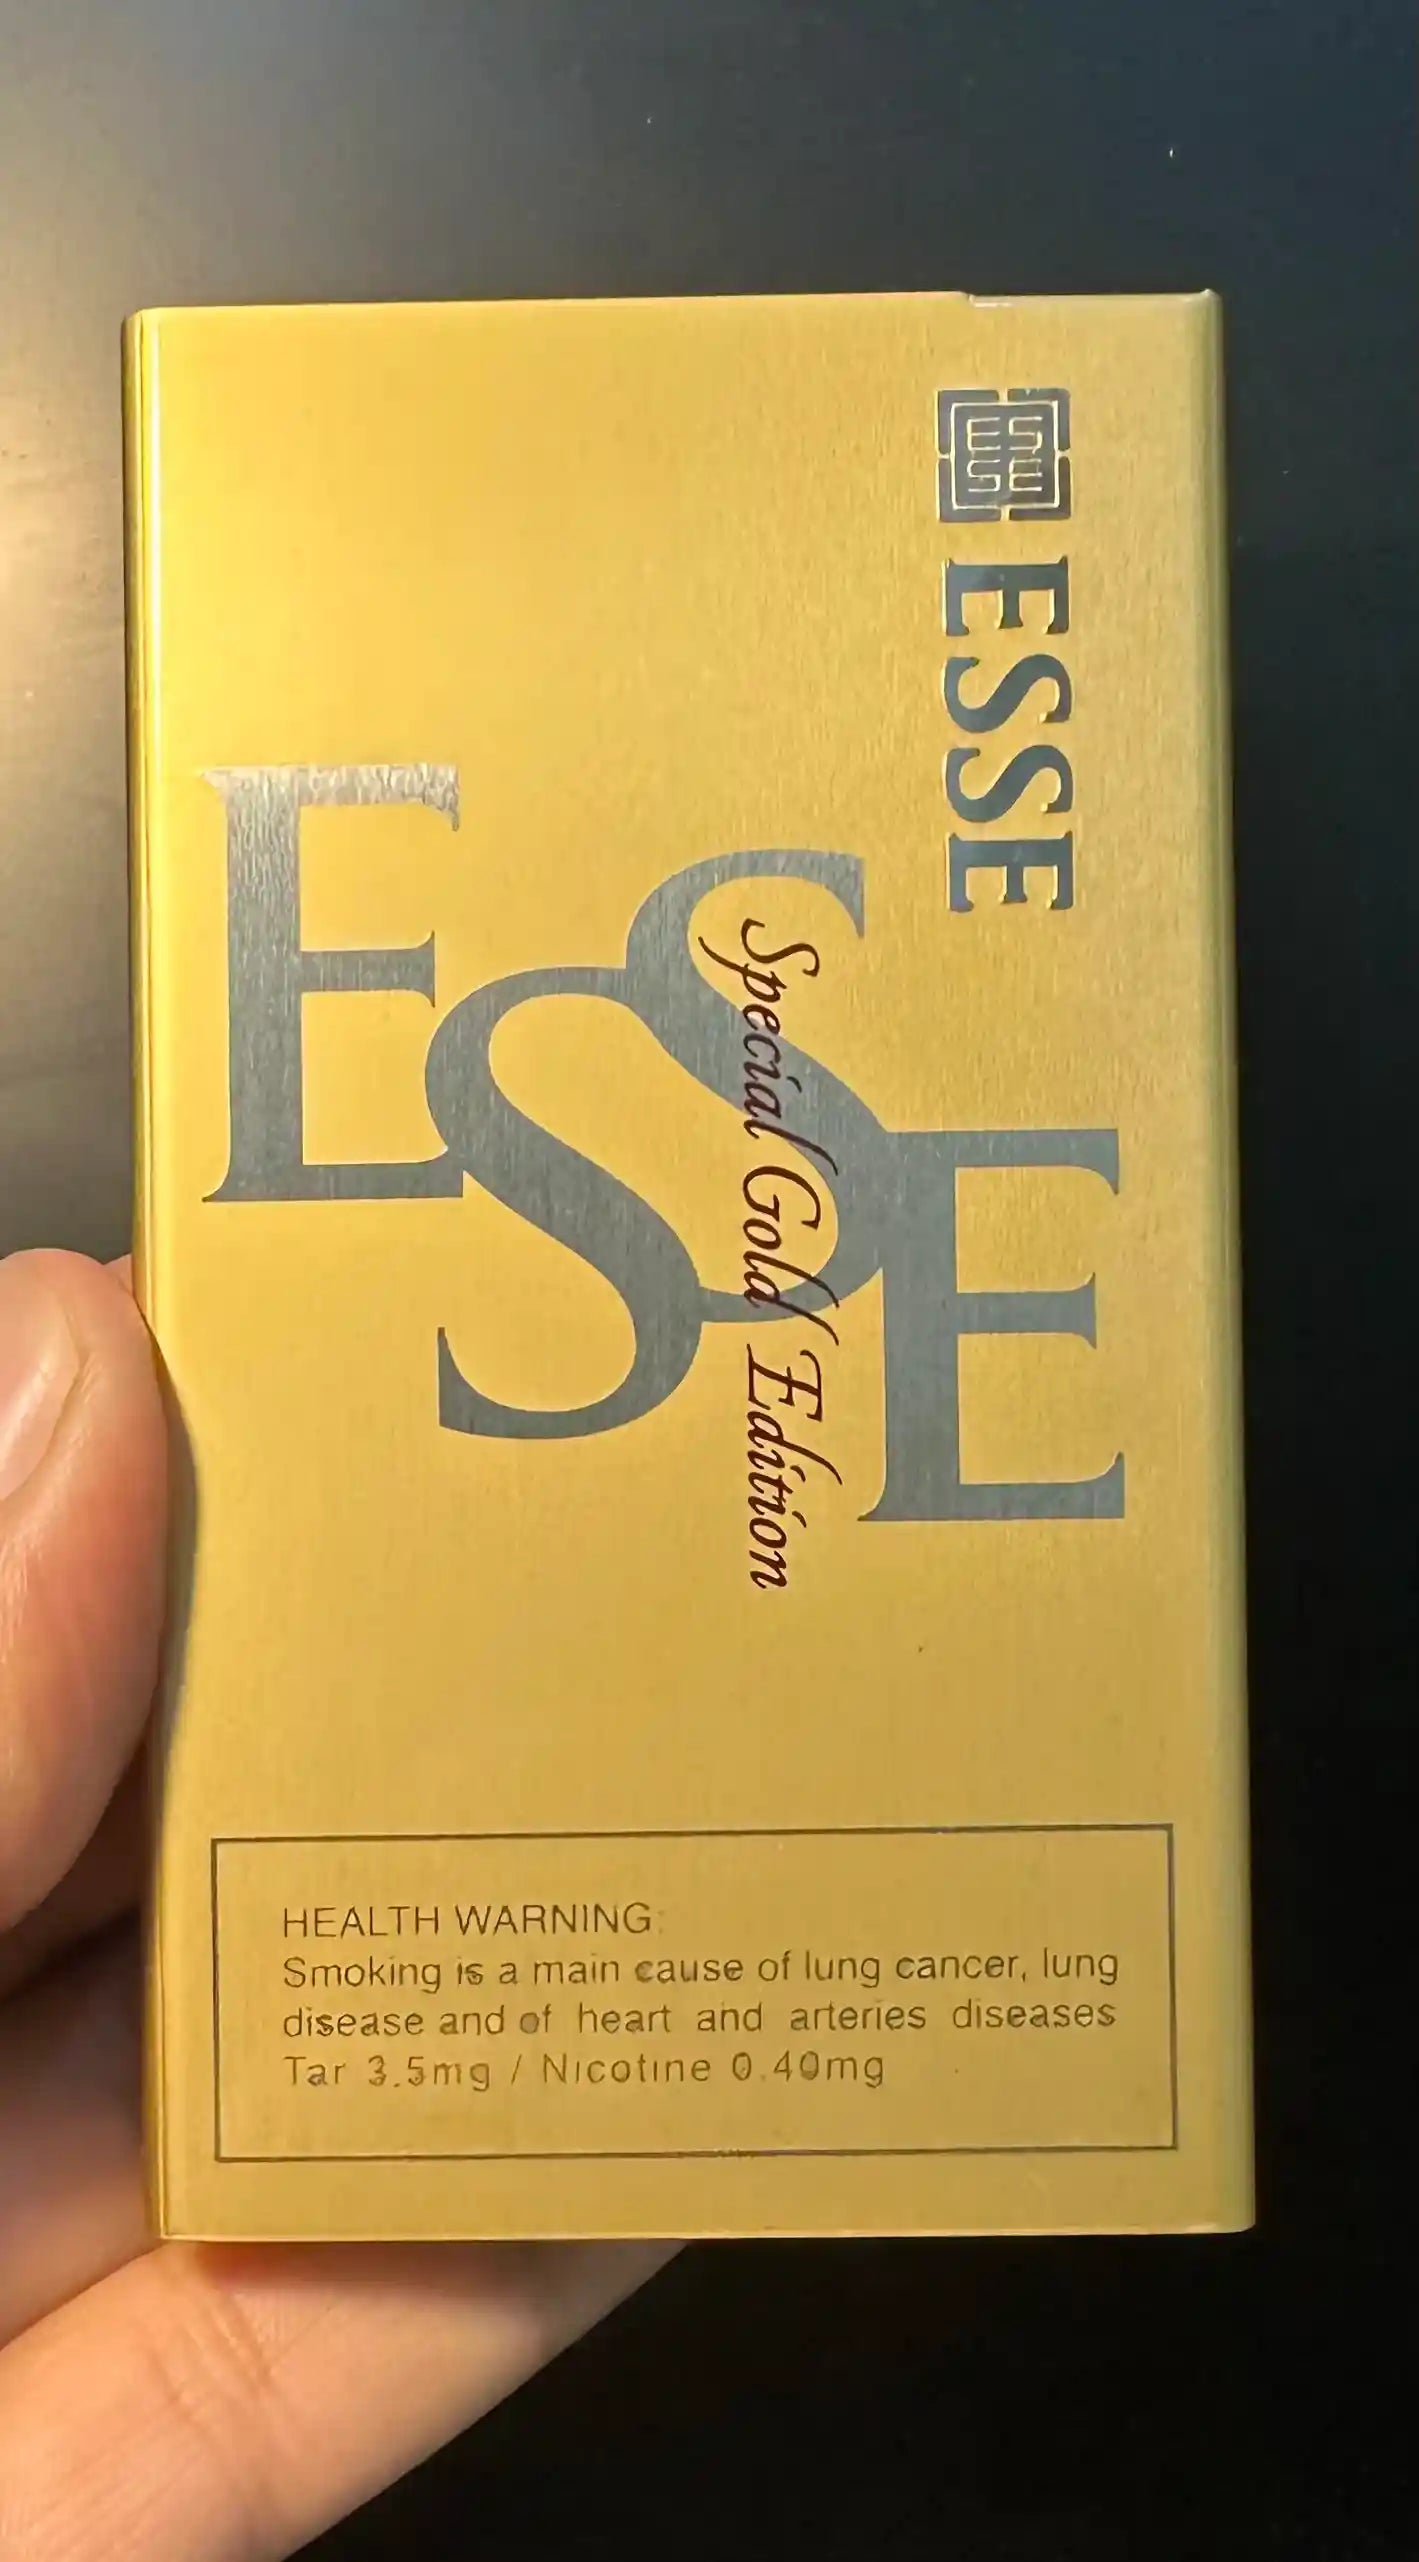 ESSE
ESSE
Special Gold Edition
HEALTH WARNING:
Smoking is a main cause of lung cancer, lung
disease and of heart and arteries diseases
Tar 3.5mg / Nicotine 0.40mg